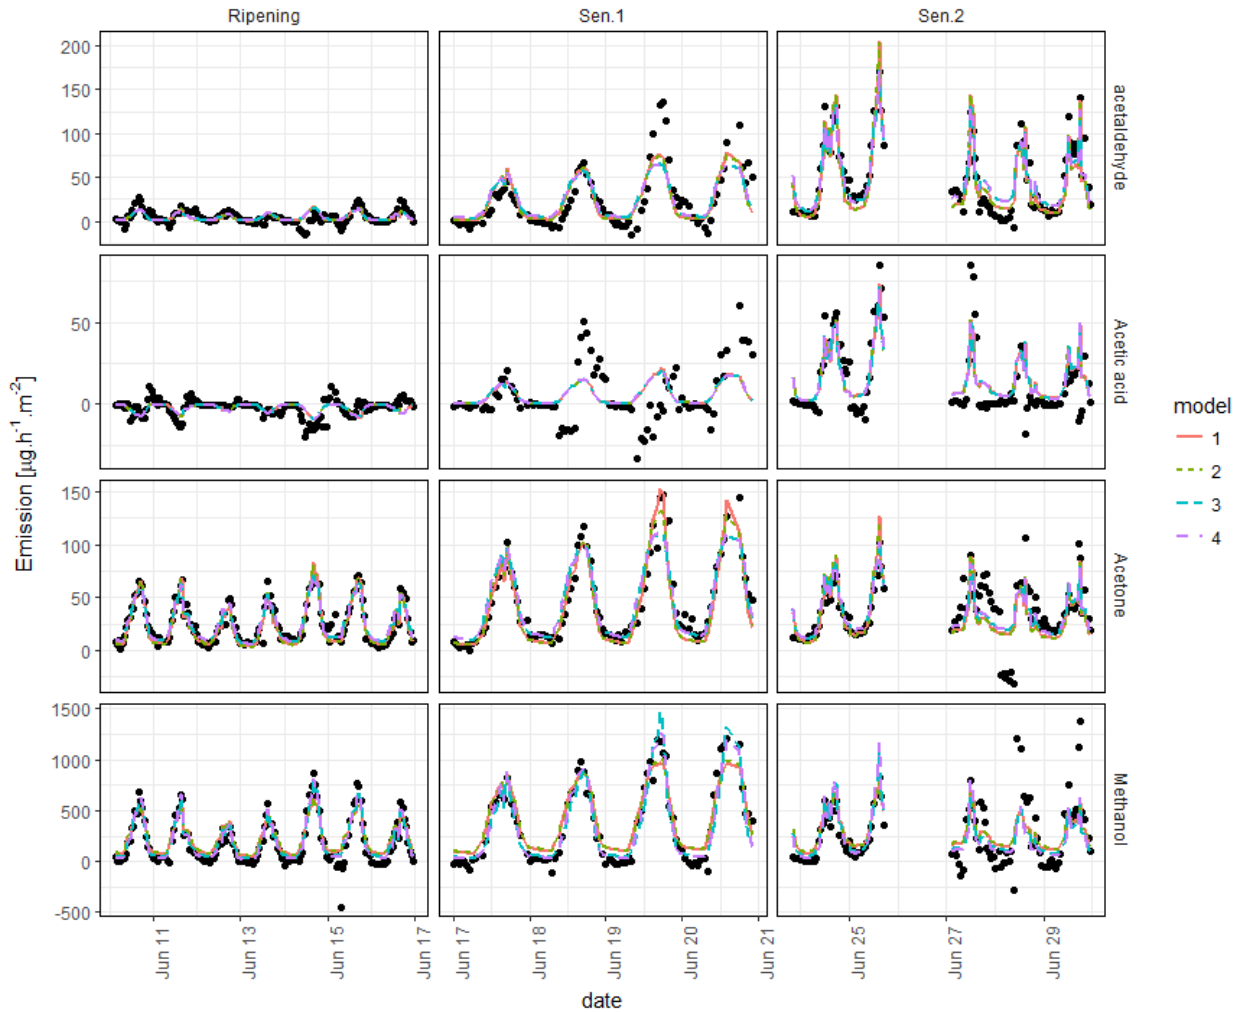 Ripening Sen.1 Sen.2
200
150
100
50
0
acetaldehyde
50
0
Acetic acid
150
100
50
0
Acetone
1500
1000
500
0
-500
Methanol
Emission [µg.h⁻¹.m⁻²]
Jun 11 Jun 13 Jun 15 Jun 17 Jun 17 Jun 18 Jun 19 Jun 20 Jun 21 Jun 25 Jun 27 Jun 29
date
model
1
2
3
4